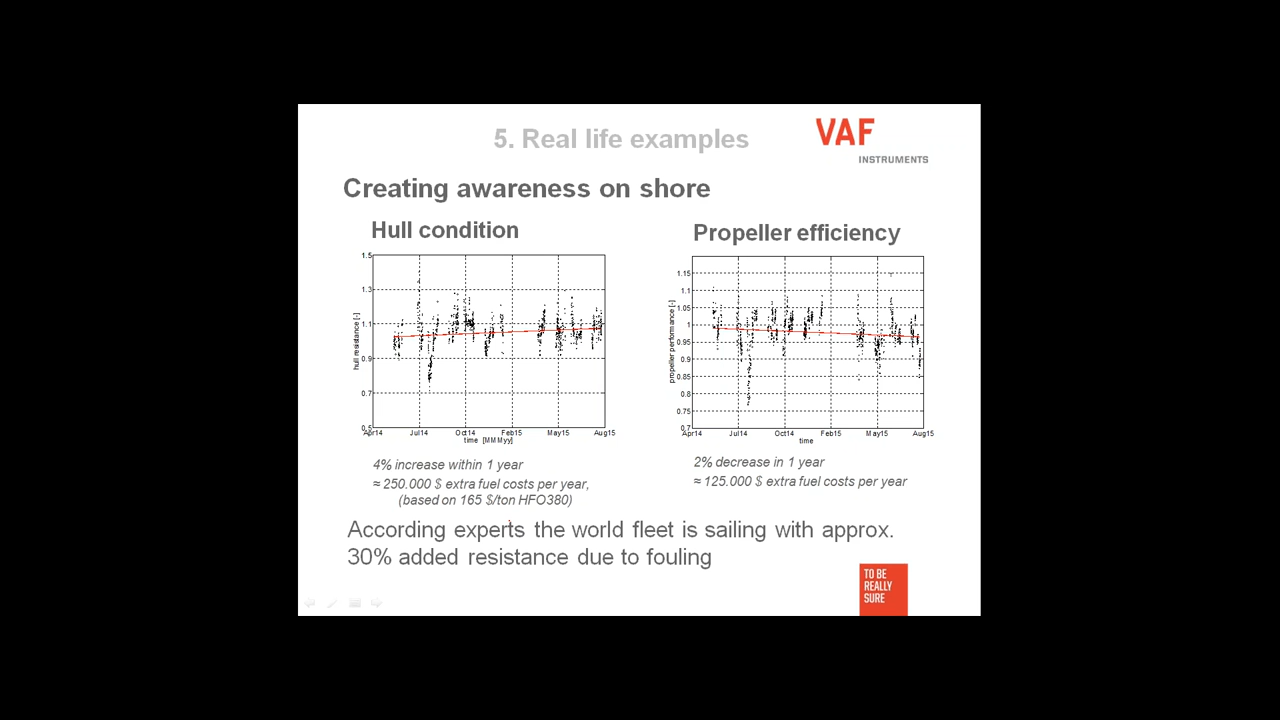 5. Real life examples
VAF
INSTRUMENTS
Creating awareness on shore
Hull condition
1.5
1.3
1.1
0.9
0.7
0.5
hull resistance [-]
Apr14 Jul14 Oct14 Feb15 May15 Aug15
time [MMMyy]
4% increase within 1 year
≈ 250.000 $ extra fuel costs per year,
(based on 165 $/ton HFO380)
Propeller efficiency
1.15
1.1
1.05
1
0.95
0.9
0.85
0.8
0.75
0.7
propeller performance [-]
Apr14 Jul14 Oct14 Feb15 May15 Aug15
time
2% decrease in 1 year
≈ 125.000 $ extra fuel costs per year
According experts the world fleet is sailing with approx.
30% added resistance due to fouling
TO BE
REALLY
SURE